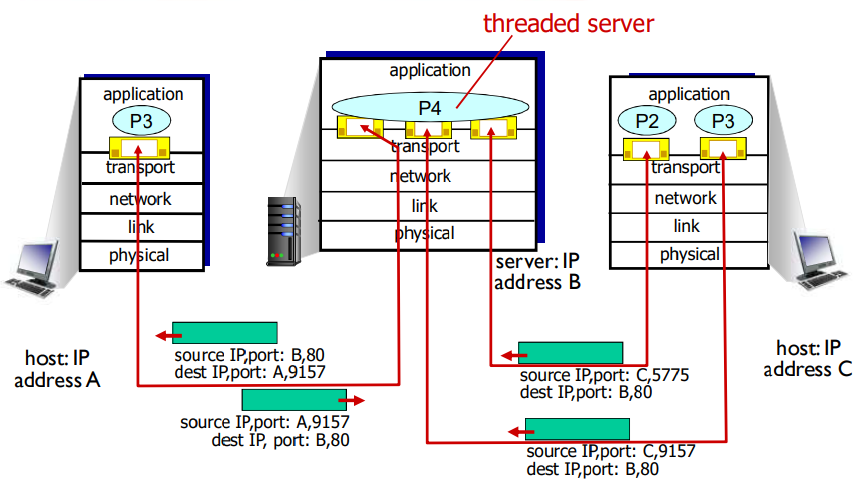 threaded server
application
P3
transport
network
link
physical
application
P4
transport
network
link
physical
application
P2
P3
transport
network
link
physical
server: IP
address B
host: IP
address A
host: IP
address C
source IP,port: B,80
dest IP,port: A,9157
source IP,port: A,9157
dest IP, port: B,80
source IP,port: C,5775
dest IP,port: B,80
source IP,port: C,9157
dest IP,port: B,80